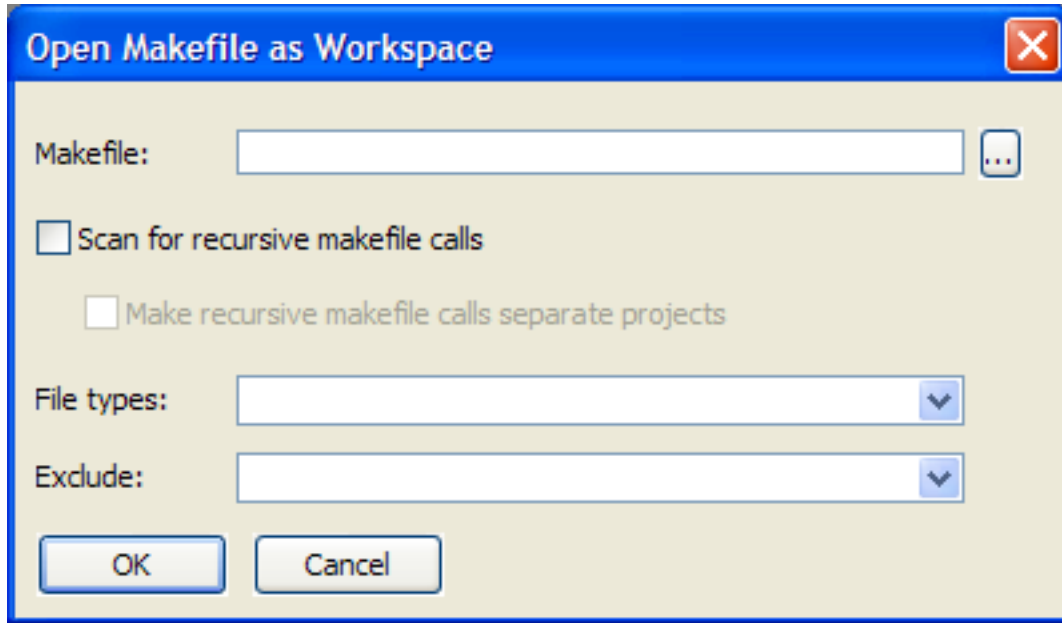 Open Makefile as Workspace
Makefile:
...
Scan for recursive makefile calls
Make recursive makefile calls separate projects
File types:
Exclude:
OK Cancel